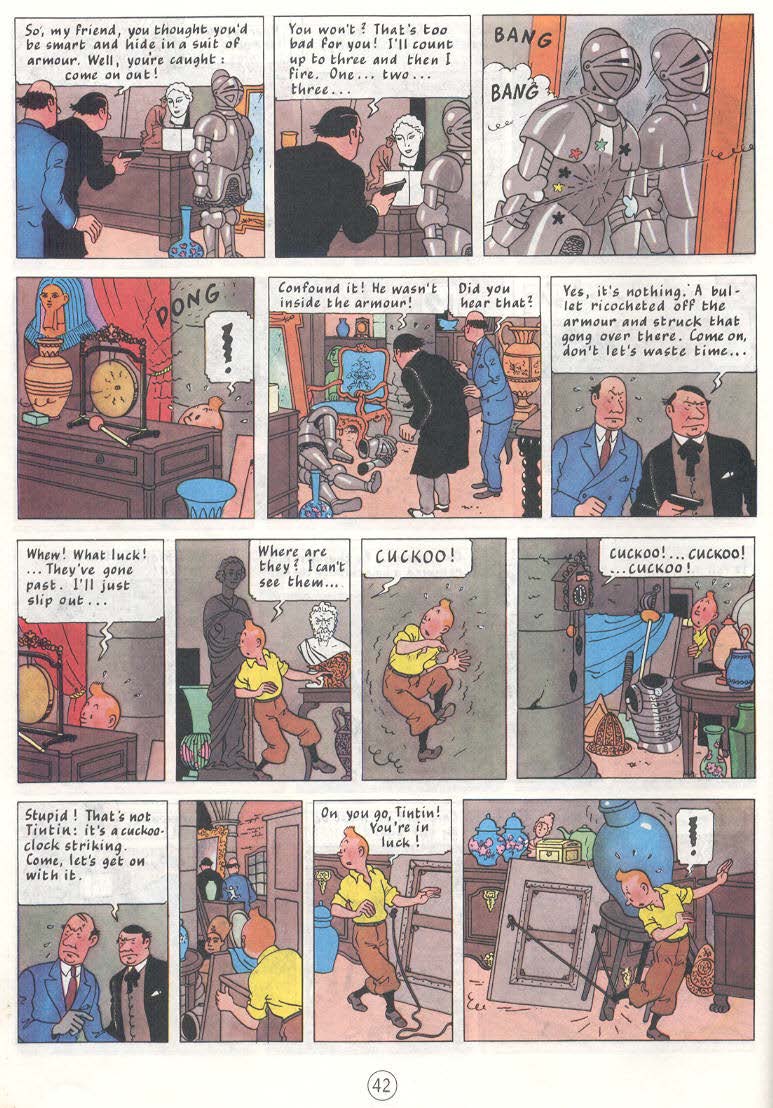 So, my friend, you thought you'd
be smart and hide in a suit of
armour. Well, you're caught:
come on out!
You won't? That's too
bad for you! I'll count
up to three and then I
fire. One... two...
three...
BANG
BANG
DONG
!
Confound it! He wasn't
inside the armour!
Did you
hear that?
Yes, it's nothing. A bul-
let ricocheted off the
armour and struck that
gong over there. Come on,
don't let's waste time...
Whew! What luck!
... They've gone
past. I'll just
slip out...
Where are
they? I can't
see them...
CUCKOO!
CUCKOO!...CUCKOO!
...CUCKOO!
Stupid! That's not
Tintin: it's a cuckoo-
clock striking.
Come, let's get on
with it.
On you go, Tintin!
You're in
luck!
!
42